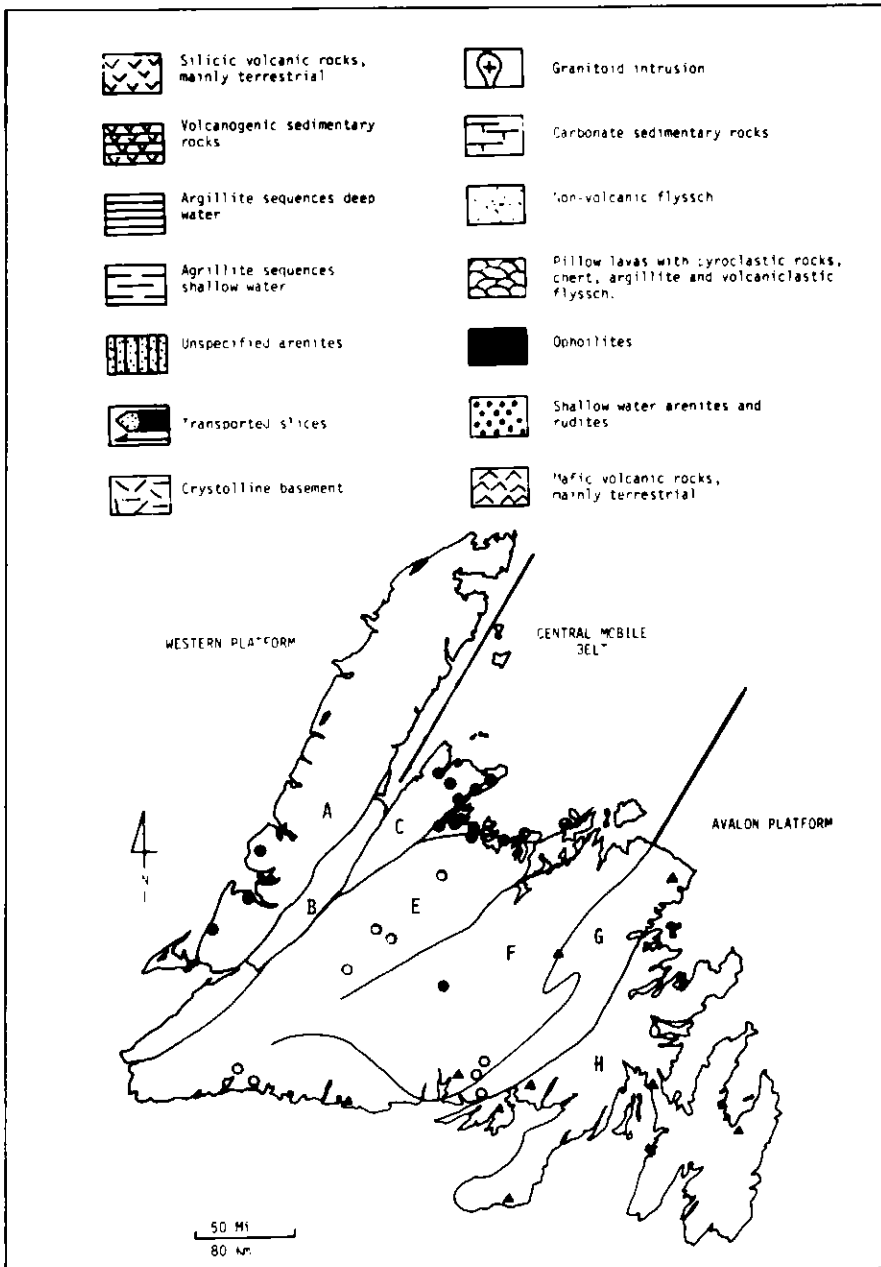 Silicic volcanic rocks,
mainly terrestrial
Volcanogenic sedimentary
rocks
Argillite sequences deep
water
Agrillite sequences
shallow water
Unspecified arenites
Transported slices
Crystolline basement
Granitoid intrusion
Carbonate sedimentary rocks
Non-volcanic flyssch
Pillow lavas with pyroclastic rocks,
chert, argillite and volcaniclastic
flyssch.
Ophoilites
Shallow water arenites and
rudites
Mafic volcanic rocks,
mainly terrestrial
WESTERN PLATFORM
CENTRAL MOBILE
BELT
AVALON PLATFORM
A
C
B
E
F
G
H
N
50 Mi
80 Km